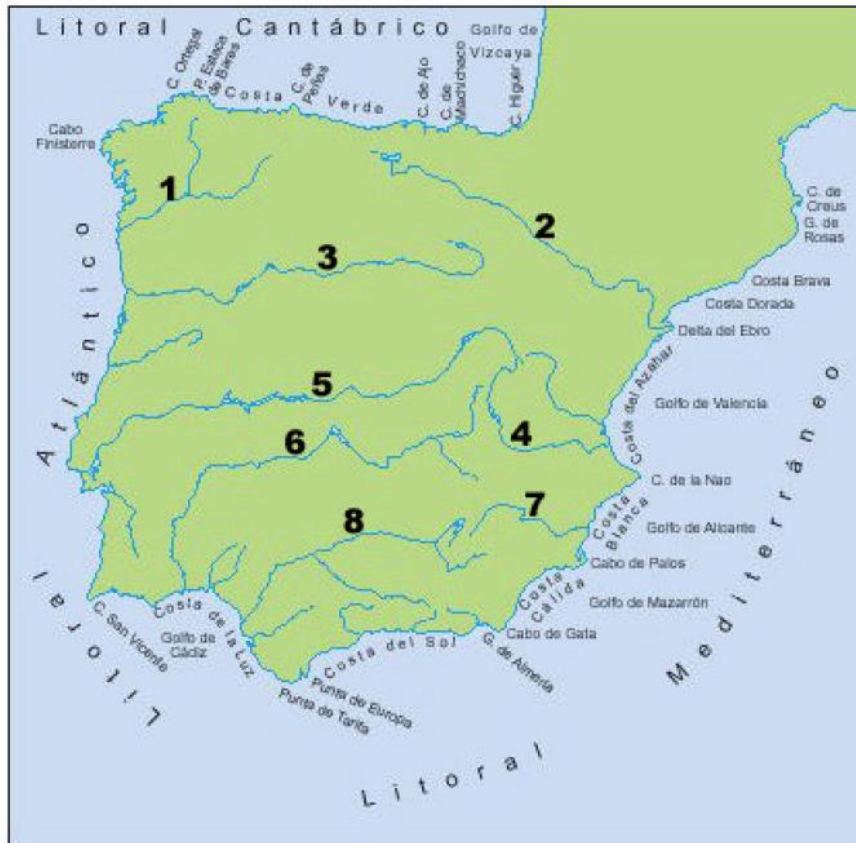 Litoral Cantábrico
Golfo de
Vizcaya
C. Ortegal
P. Estaca
de Bares
Costa Verde
C. de
Peñas
C. de Ajo
C. de
Machichaco
C. Higuer
Cabo
Finisterre
1
2
3
4
5
6
7
8
C. de
Creus
G. de
Rosas
Costa Brava
Costa Dorada
Delta del Ebro
Costa del Azahar
Golfo de Valencia
C. de la Nao
Costa
Blanca
Golfo de Alicante
Cabo de Palos
Costa
Cálida
Golfo de Mazarrón
Cabo de Gata
G. de Almería
Costa del Sol
Punta de Europa
Punta de Tarifa
Costa de la Luz
Golfo de
Cádiz
C. San Vicente
Litoral Atlántico
Litoral Mediterráneo